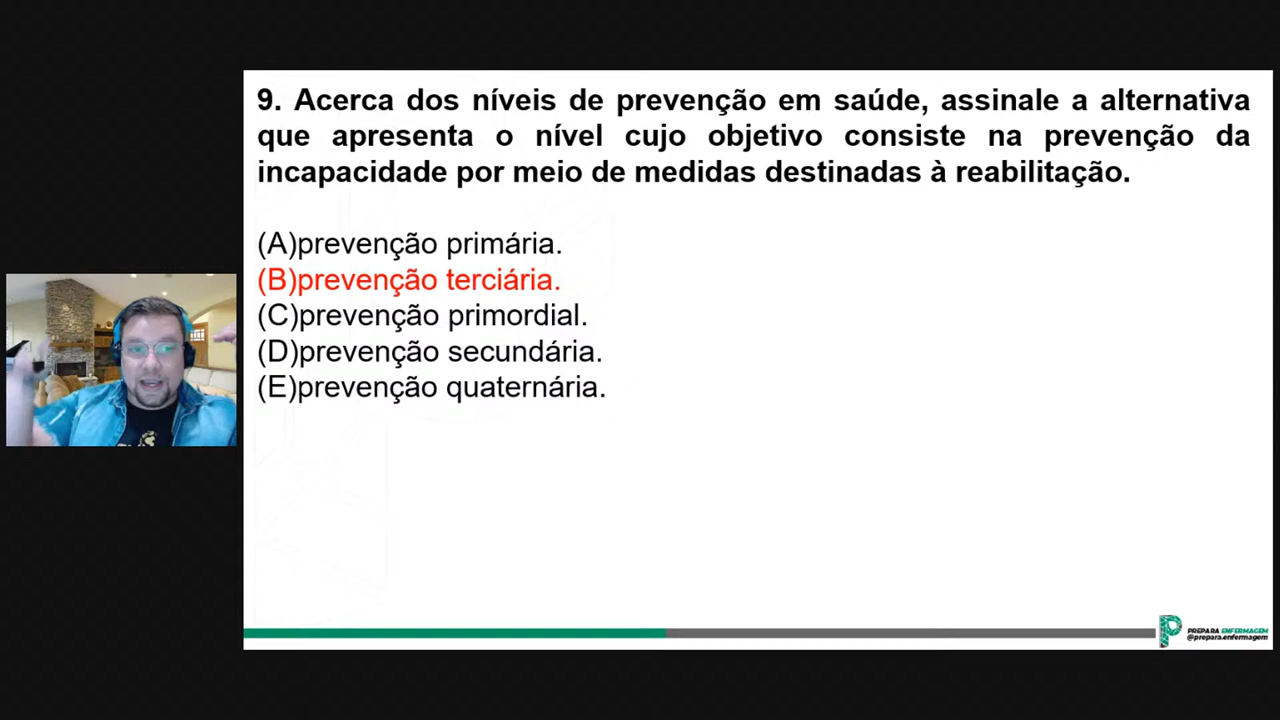 9. Acerca dos níveis de prevenção em saúde, assinale a alternativa
que apresenta o nível cujo objetivo consiste na prevenção da
incapacidade por meio de medidas destinadas à reabilitação.
(A)prevenção primária.
(B)prevenção terciária.
(C)prevenção primordial.
(D)prevenção secundária.
(E)prevenção quaternária.
PREPARA ENFERMAGEM
@prepara.enfermagem